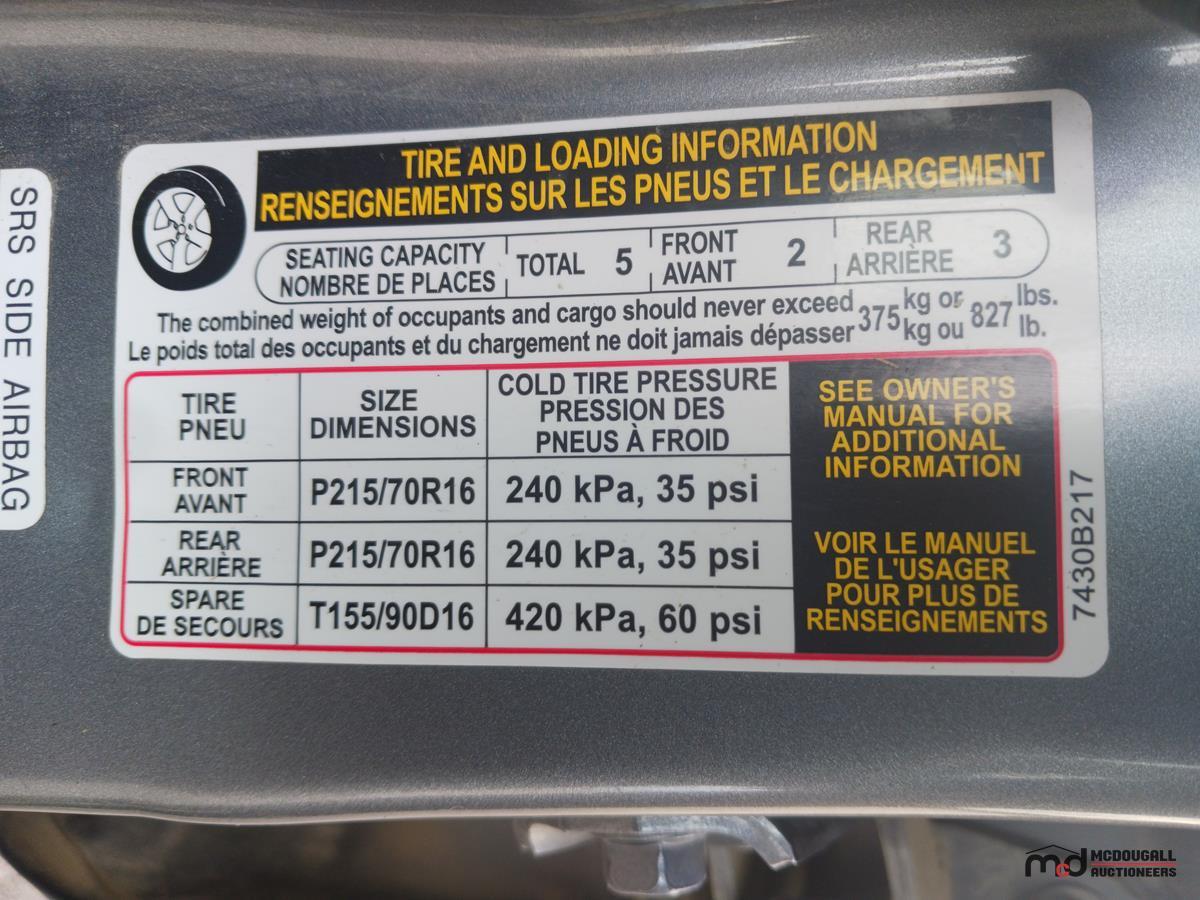 TIRE AND LOADING INFORMATION
RENSEIGNEMENTS SUR LES PNEUS ET LE CHARGEMENT
SEATING CAPACITY
NOMBRE DE PLACES
TOTAL 5
FRONT
AVANT
2
REAR
ARRIÈRE
3
The combined weight of occupants and cargo should never exceed 375 kg or 827 lbs.
Le poids total des occupants et du chargement ne doit jamais dépasser kg ou lb.
TIRE
PNEU
SIZE
DIMENSIONS
COLD TIRE PRESSURE
PRESSION DES
PNEUS À FROID
FRONT
AVANT
P215/70R16
240 kPa, 35 psi
REAR
ARRIÈRE
P215/70R16
240 kPa, 35 psi
SPARE
DE SECOURS
T155/90D16
420 kPa, 60 psi
SEE OWNER'S
MANUAL FOR
ADDITIONAL
INFORMATION
VOIR LE MANUEL
DE L'USAGER
POUR PLUS DE
RENSEIGNEMENTS
7430B217
SRS SIDE AIRBAG
mcd
MCDOUGALL
AUCTIONEERS